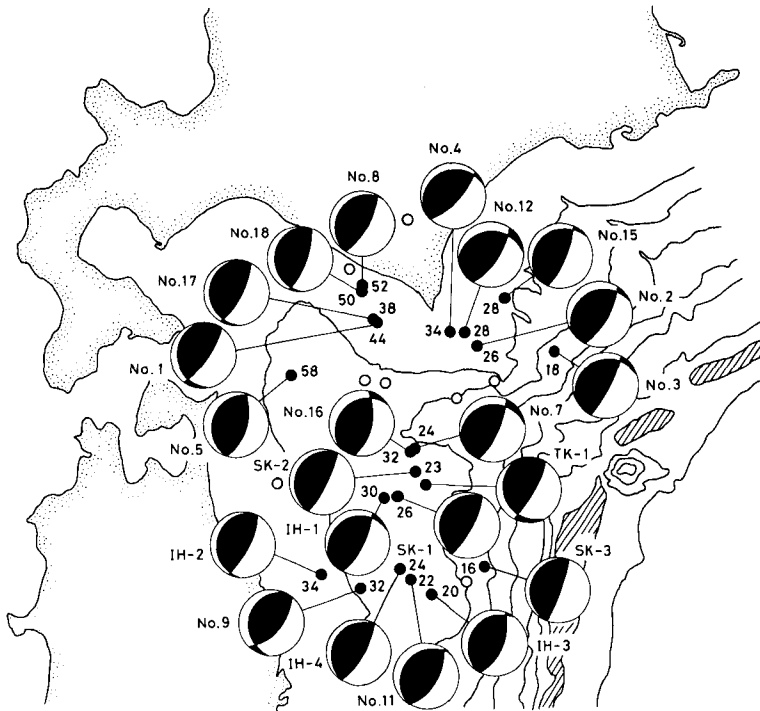 No.4
No.8
No.12
No.18
No.15
No.17
52
50
No.2
38
28
44
34
28
26
No.1
18
58
No.3
No.16
No.7
No.5
24
32
TK-1
SK-2
23
30
26
IH-1
IH-2
SK-1
SK-3
24
16
34
32
22
20
No.9
IH-3
IH-4
No.11